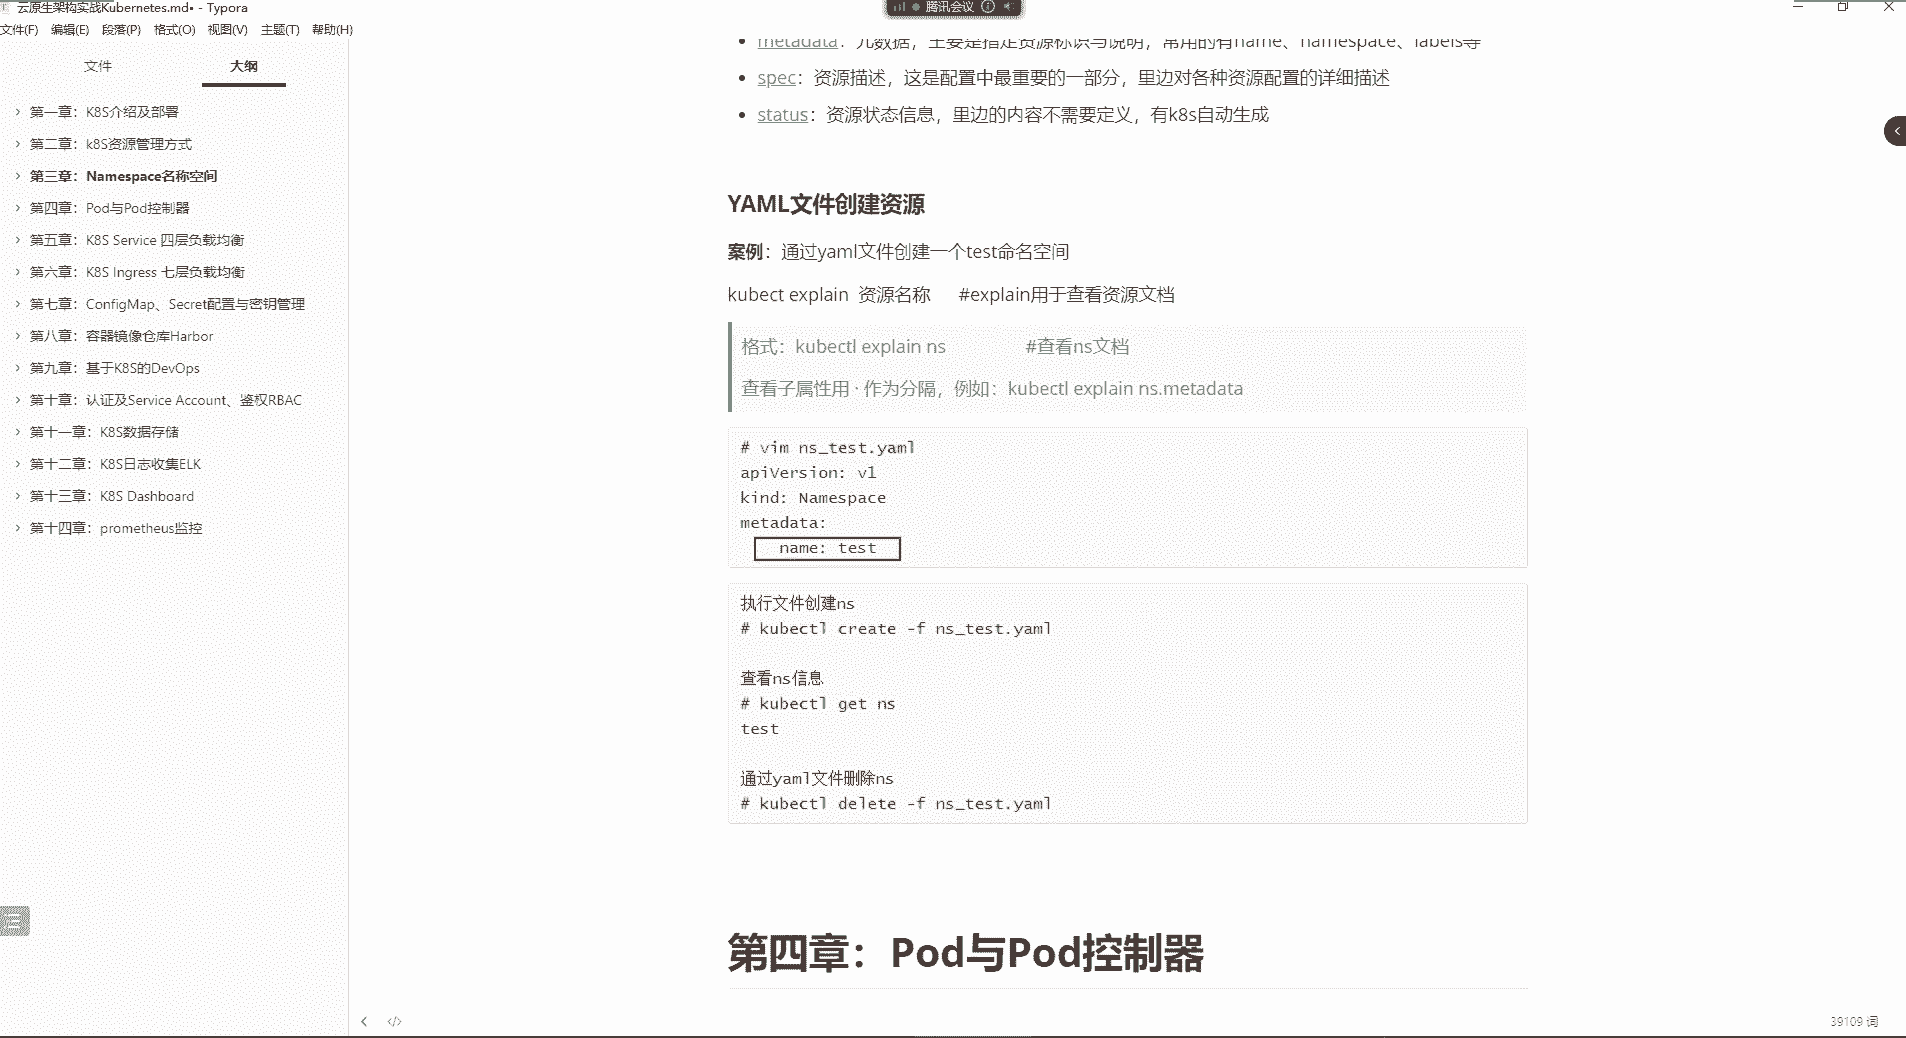 云原生架构实战Kubernetes.md• - Typora
腾讯会议
文件(F) 编辑(E) 段落(P) 格式(O) 视图(V) 主题(T) 帮助(H)
文件 大纲
第一章：K8S介绍及部署
第二章：k8S资源管理方式
第三章：Namespace名称空间
第四章：Pod与Pod控制器
第五章：K8S Service 四层负载均衡
第六章：K8S Ingress 七层负载均衡
第七章：ConfigMap、Secret配置与密钥管理
第八章：容器镜像仓库Harbor
第九章：基于K8S的DevOps
第十章：认证及Service Account、鉴权RBAC
第十一章：K8S数据存储
第十二章：K8S日志收集ELK
第十三章：K8S Dashboard
第十四章：prometheus监控
metadata：元数据，主要是指定资源标识与说明，常用的有name、namespace、labels等
spec：资源描述，这是配置中最重要的一部分，里边对各种资源配置的详细描述
status：资源状态信息，里边的内容不需要定义，有k8s自动生成
YAML文件创建资源
案例：通过yaml文件创建一个test命名空间
kubect explain 资源名称 #explain用于查看资源文档
格式：kubectl explain ns #查看ns文档
查看子属性用 · 作为分隔，例如：kubectl explain ns.metadata
# vim ns_test.yaml
apiVersion: v1
kind: Namespace
metadata:
name: test
执行文件创建ns
# kubectl create -f ns_test.yaml
查看ns信息
# kubectl get ns
test
通过yaml文件删除ns
# kubectl delete -f ns_test.yaml
第四章：Pod与Pod控制器
39109 词